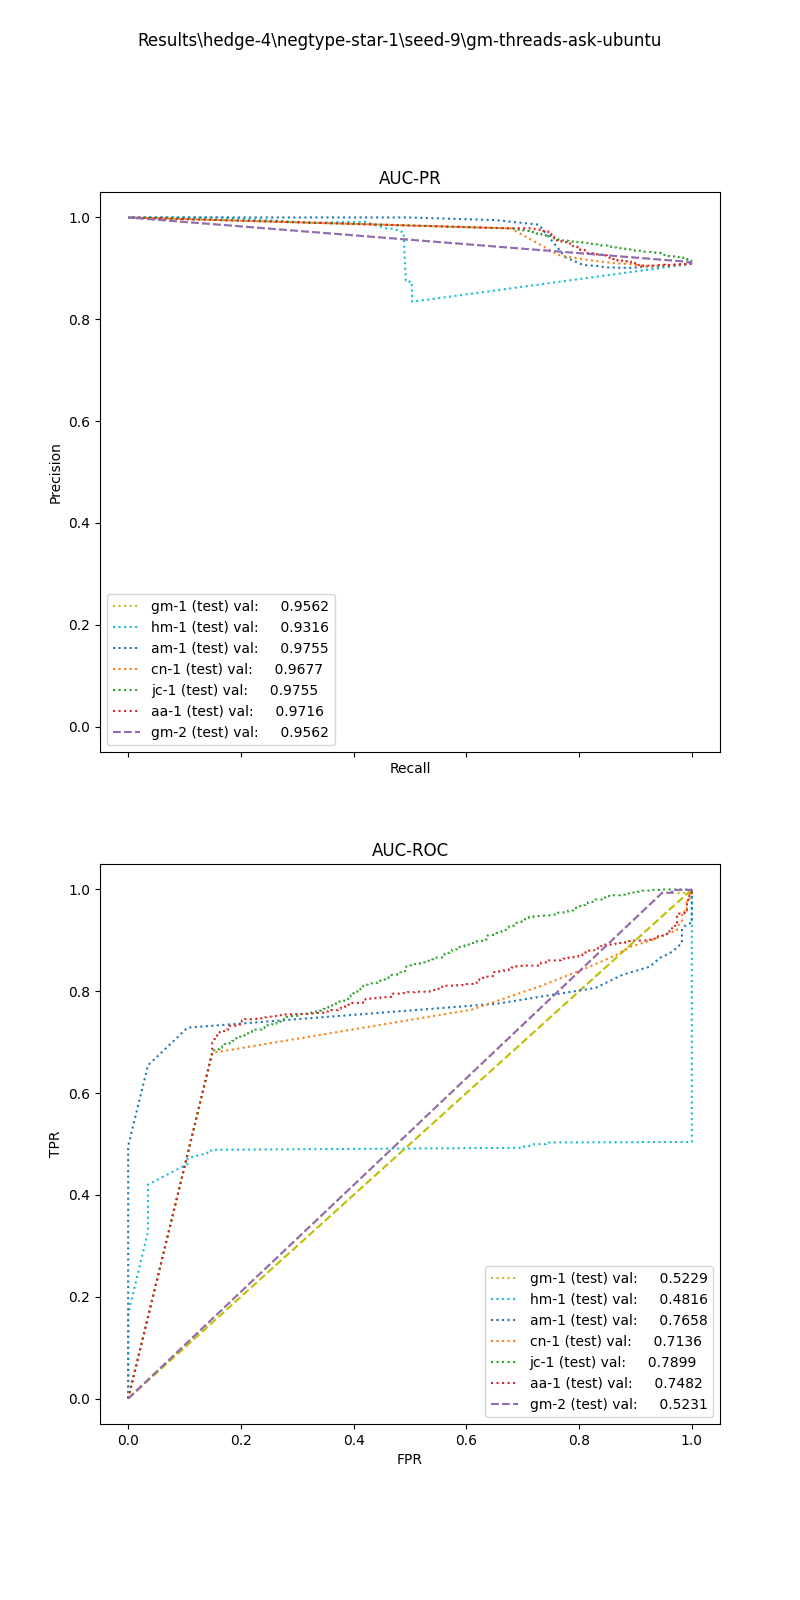 Results\hedge-4\negtype-star-1\seed-9\gm-threads-ask-ubuntu
AUC-PR
1.0
0.8
0.6
0.4
0.2
0.0
Precision
gm-1 (test) val: 0.9562
hm-1 (test) val: 0.9316
am-1 (test) val: 0.9755
cn-1 (test) val: 0.9677
jc-1 (test) val: 0.9755
aa-1 (test) val: 0.9716
gm-2 (test) val: 0.9562
Recall
AUC-ROC
1.0
0.8
0.6
0.4
0.2
0.0
TPR
gm-1 (test) val: 0.5229
hm-1 (test) val: 0.4816
am-1 (test) val: 0.7658
cn-1 (test) val: 0.7136
jc-1 (test) val: 0.7899
aa-1 (test) val: 0.7482
gm-2 (test) val: 0.5231
0.0 0.2 0.4 0.6 0.8 1.0
FPR